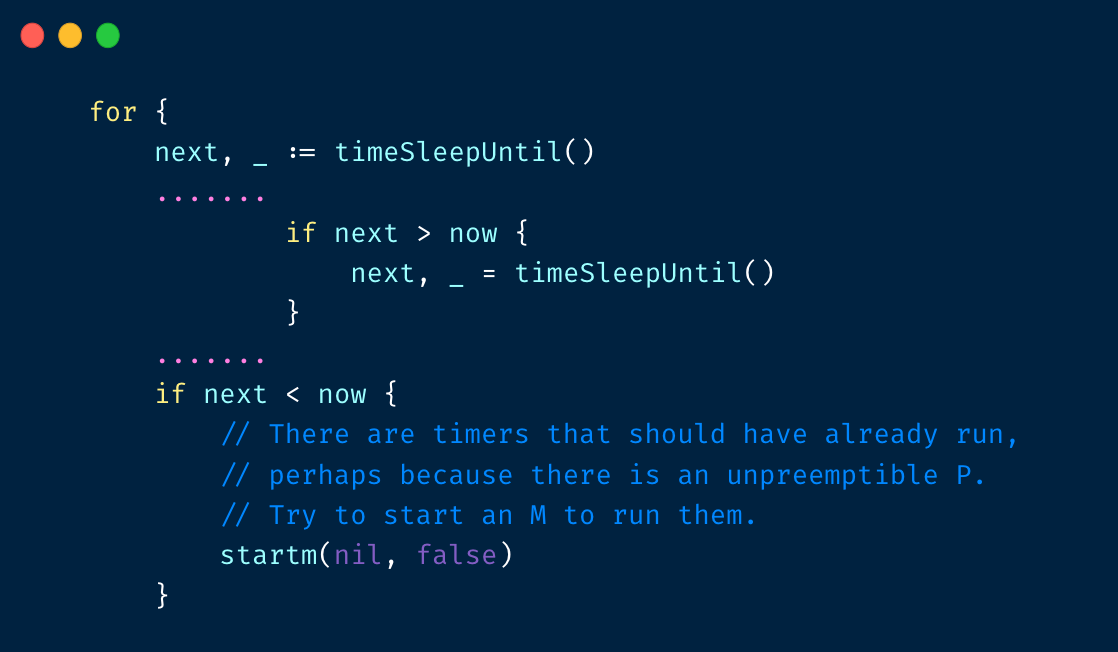 for {
    next, _ := timeSleepUntil()
    .......
            if next > now {
                next, _ = timeSleepUntil()
            }
    .......
    if next < now {
        // There are timers that should have already run,
        // perhaps because there is an unpreemptible P.
        // Try to start an M to run them.
        startm(nil, false)
    }